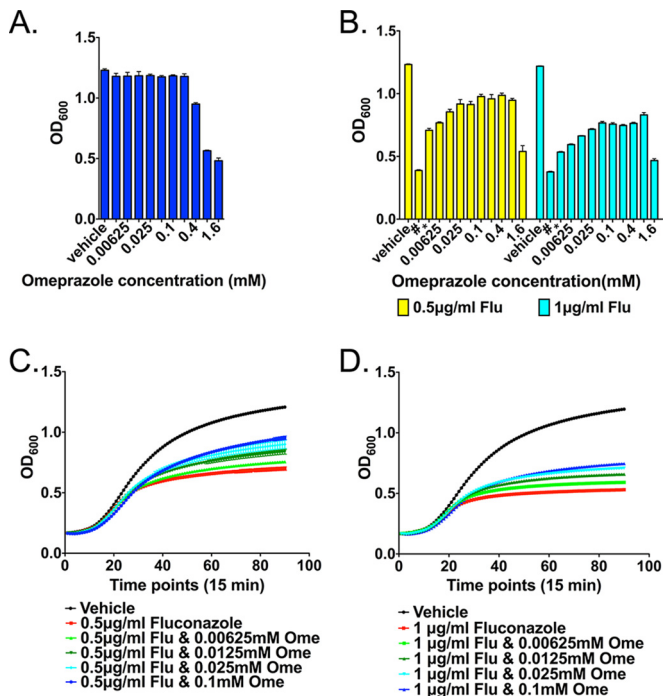 A.
1.5
1.0
0.5
0.0
OD600
vehicle
0.00625
0.025
0.1
0.4
1.6
Omeprazole concentration (mM)
B.
1.5
1.0
0.5
0.0
OD600
vehicle
#
*
0.00625
0.025
0.1
0.4
1.6
vehicle
#
*
0.00625
0.025
0.1
0.4
1.6
Omeprazole concentration(mM)
0.5µg/ml Flu
1µg/ml Flu
C.
1.5
1.0
0.5
0.0
OD600
0 20 40 60 80 100
Time points (15 min)
Vehicle
0.5µg/ml Fluconazole
0.5µg/ml Flu & 0.00625mM Ome
0.5µg/ml Flu & 0.0125mM Ome
0.5µg/ml Flu & 0.025mM Ome
0.5µg/ml Flu & 0.1mM Ome
D.
1.5
1.0
0.5
0.0
OD600
0 20 40 60 80 100
Time points (15 min)
Vehicle
1 µg/ml Fluconazole
1 µg/ml Flu & 0.00625mM Ome
1 µg/ml Flu & 0.0125mM Ome
1 µg/ml Flu & 0.025mM Ome
1 µg/ml Flu & 0.1mM Ome